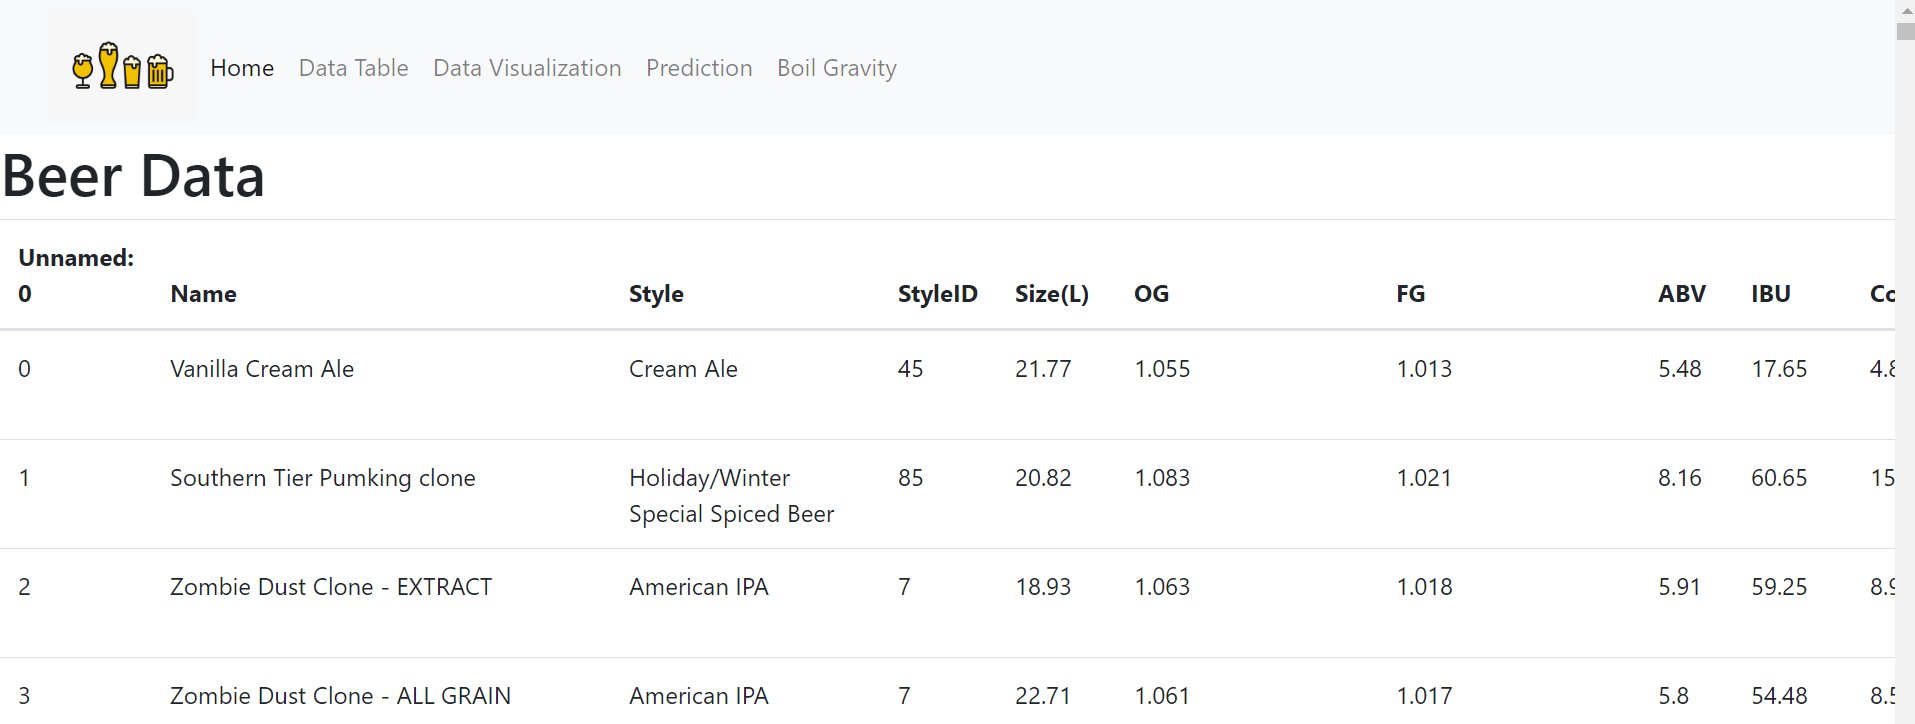 Home Data Table Data Visualization Prediction Boil Gravity
Beer Data
Unnamed:
0 Name Style StyleID Size(L) OG FG ABV IBU Co
0 Vanilla Cream Ale Cream Ale 45 21.77 1.055 1.013 5.48 17.65 4.8
1 Southern Tier Pumking clone Holiday/Winter 85 20.82 1.083 1.021 8.16 60.65 15
Special Spiced Beer
2 Zombie Dust Clone - EXTRACT American IPA 7 18.93 1.063 1.018 5.91 59.25 8.9
3 Zombie Dust Clone - ALL GRAIN American IPA 7 22.71 1.061 1.017 5.8 54.48 8.5